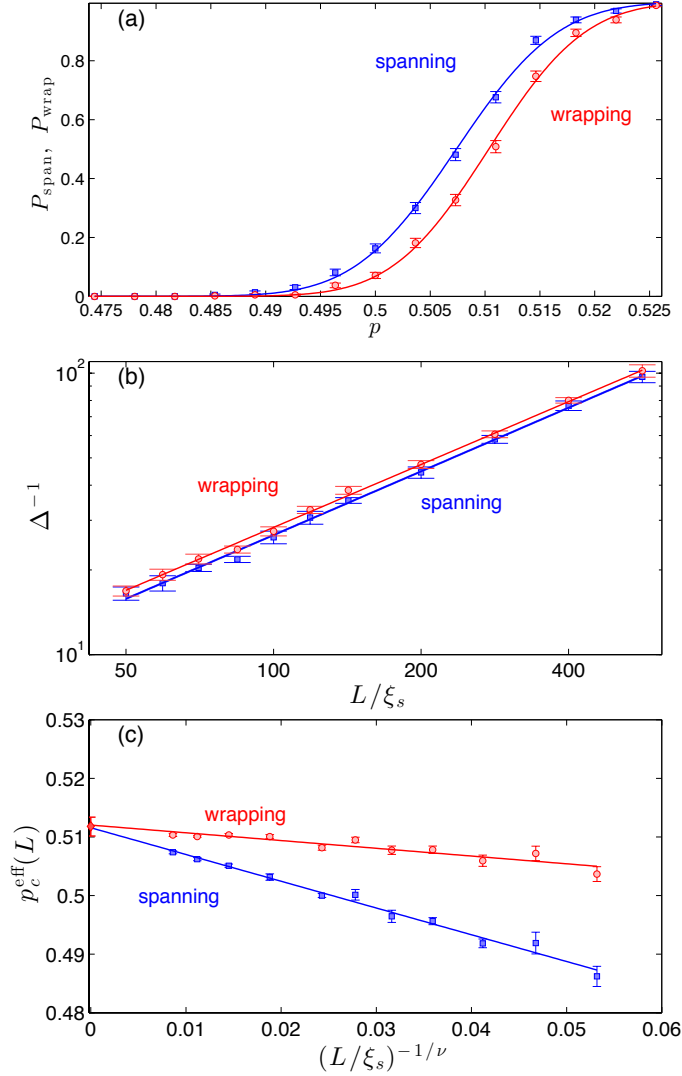 (a)
spanning
wrapping
P_span, P_wrap
0.8
0.6
0.4
0.2
0
0.475 0.48 0.485 0.49 0.495 0.5 0.505 0.51 0.515 0.52 0.525
p
(b)
10^2
wrapping
spanning
Δ^-1
10^1
50 100 200 400
L/ξ_s
(c)
0.53
0.52
wrapping
0.51
p_c^eff(L)
0.5
spanning
0.49
0.48
0 0.01 0.02 0.03 0.04 0.05 0.06
(L/ξ_s)^-1/ν